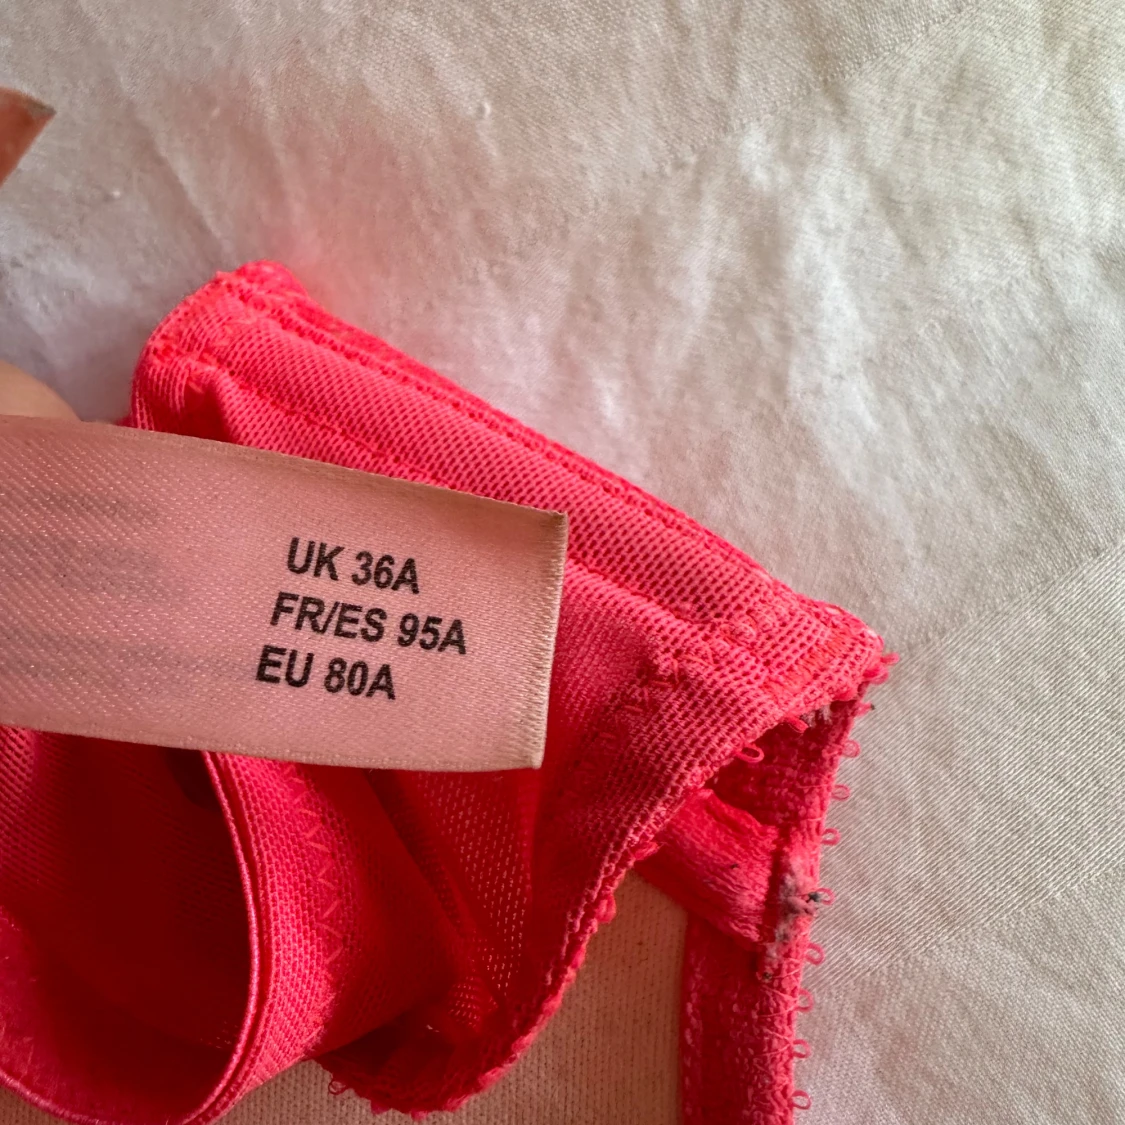 UK 36A
FR/ES 95A
EU 80A